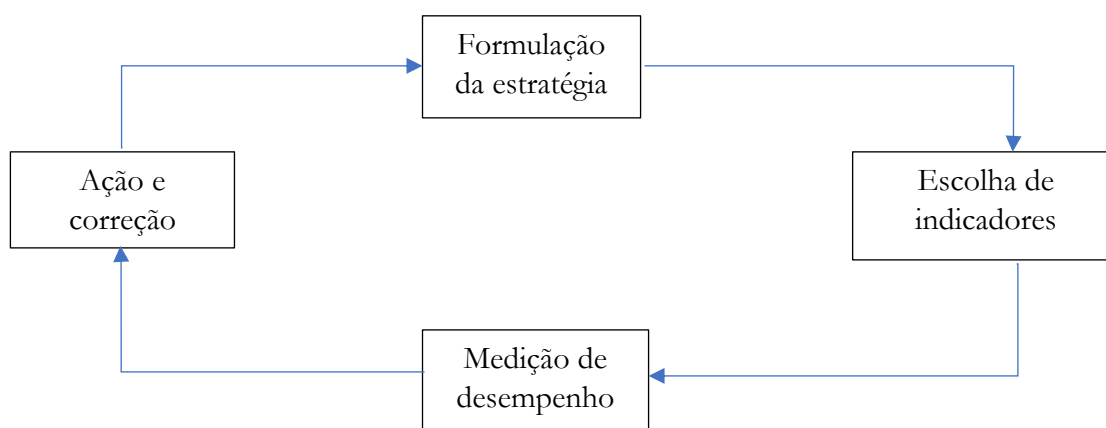 Formulação
da estratégia
Ação e
correção
Escolha de
indicadores
Medição de
desempenho